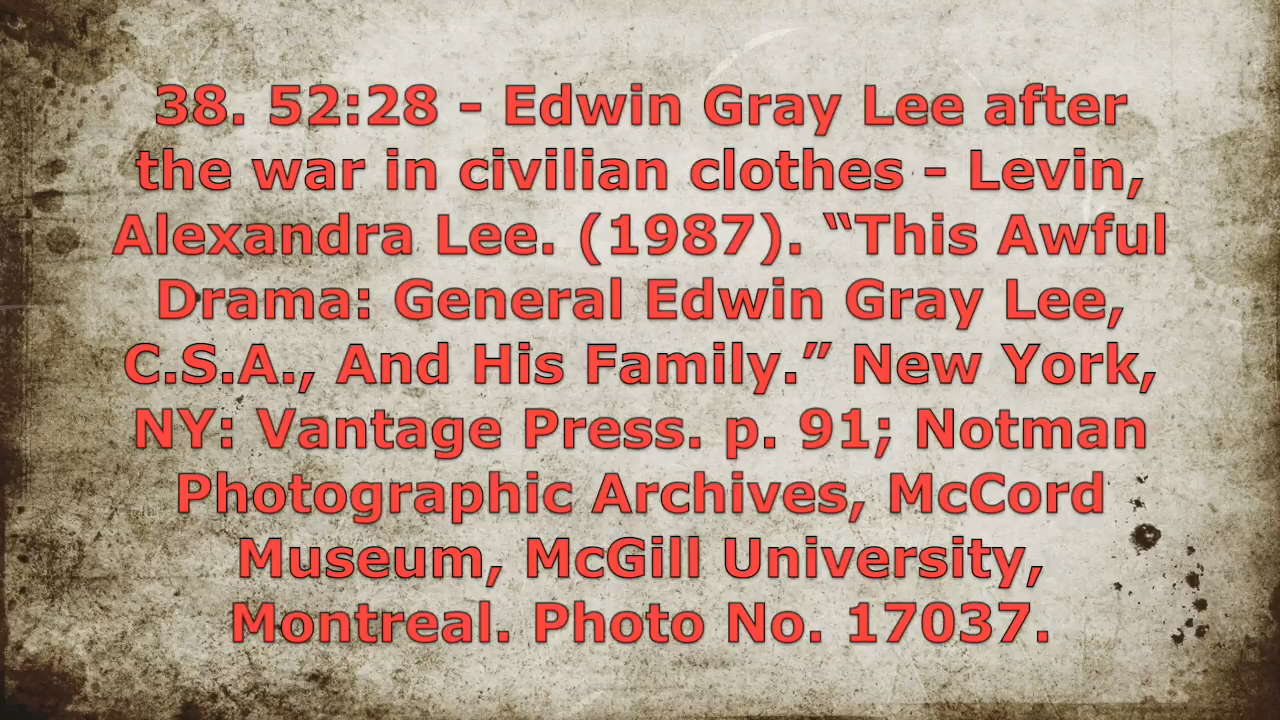 38. 52:28 - Edwin Gray Lee after
the war in civilian clothes - Levin,
Alexandra Lee. (1987). “This Awful
Drama: General Edwin Gray Lee,
C.S.A., And His Family.” New York,
NY: Vantage Press. p. 91; Notman
Photographic Archives, McCord
Museum, McGill University,
Montreal. Photo No. 17037.